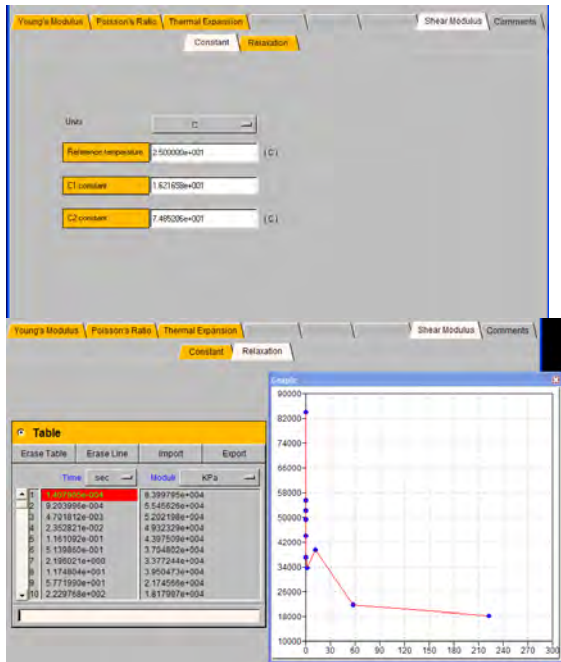 Young's Modulus Poisson's Ratio Thermal Expansion Shear Modulus Comments
Constant Relaxation
Units C
Reference temperature 2.500000e+001 (C)
C1 constant 1.621658e+001
C2 constant 7.485206e+001 (C)
Young's Modulus Poisson's Ratio Thermal Expansion Shear Modulus Comments
Constant Relaxation
Graphic
Table
Erase Table Erase Line Import Export
Time sec Moduli KPa
1 8.399795e+004
2 9.203996e-004 5.545626e+004
3 4.701812e-003 5.202198e+004
4 2.352821e-002 4.932329e+004
5 1.161092e-001 4.397509e+004
6 5.139860e-001 3.704802e+004
7 2.196021e+000 3.377244e+004
8 1.174804e+001 3.950473e+004
9 5.771990e+001 2.174566e+004
10 2.229768e+002 1.817987e+004
90000
82000
74000
66000
58000
50000
42000
34000
26000
18000
10000
0 30 60 90 120 150 180 210 240 270 300